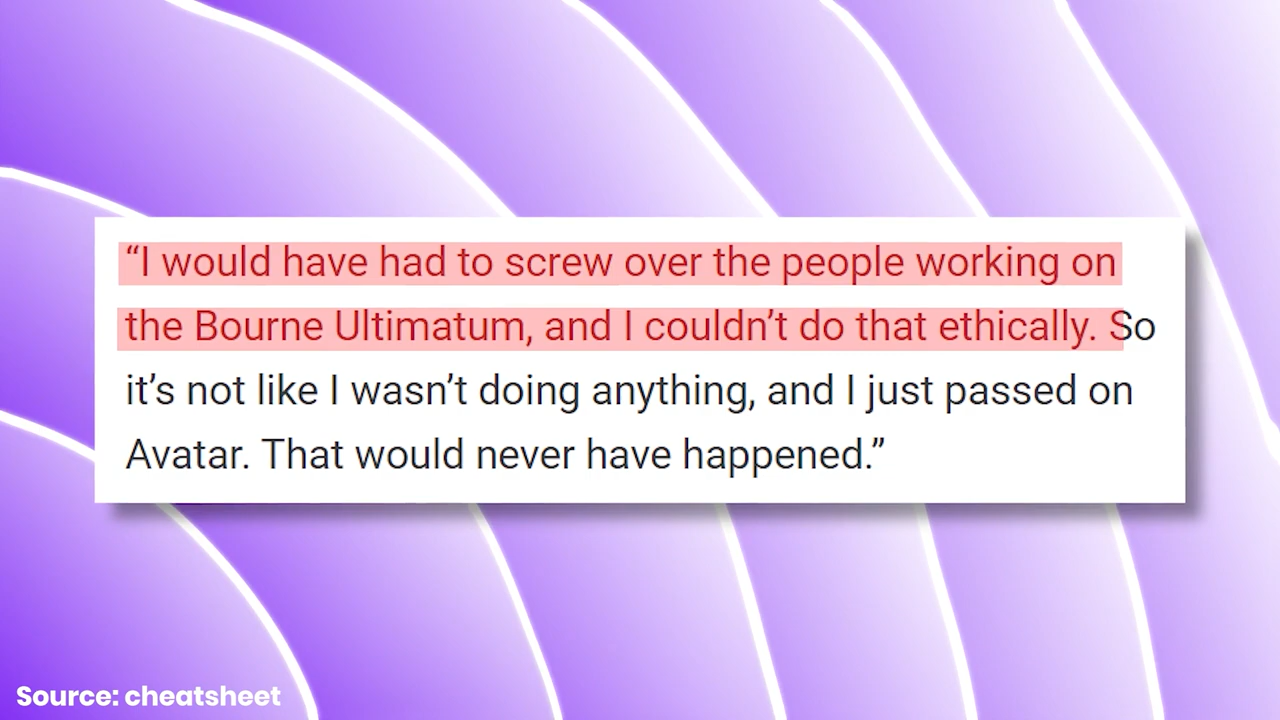 “I would have had to screw over the people working on
the Bourne Ultimatum, and I couldn’t do that ethically. So
it’s not like I wasn’t doing anything, and I just passed on
Avatar. That would never have happened.”
Source: cheatsheet